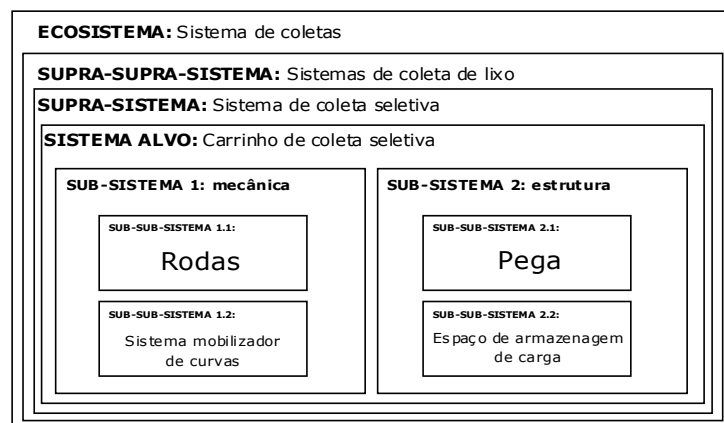 ECOSISTEMA: Sistema de coletas
SUPRA-SUPRA-SISTEMA: Sistemas de coleta de lixo
SUPRA-SISTEMA: Sistema de coleta seletiva
SISTEMA ALVO: Carrinho de coleta seletiva
SUB-SISTEMA 1: mecânica
SUB-SUB-SISTEMA 1.1:
Rodas
SUB-SUB-SISTEMA 1.2:
Sistema mobilizador
de curvas
SUB-SISTEMA 2: estrutura
SUB-SUB-SISTEMA 2.1:
Pega
SUB-SUB-SISTEMA 2.2:
Espaço de armazenagem
de carga